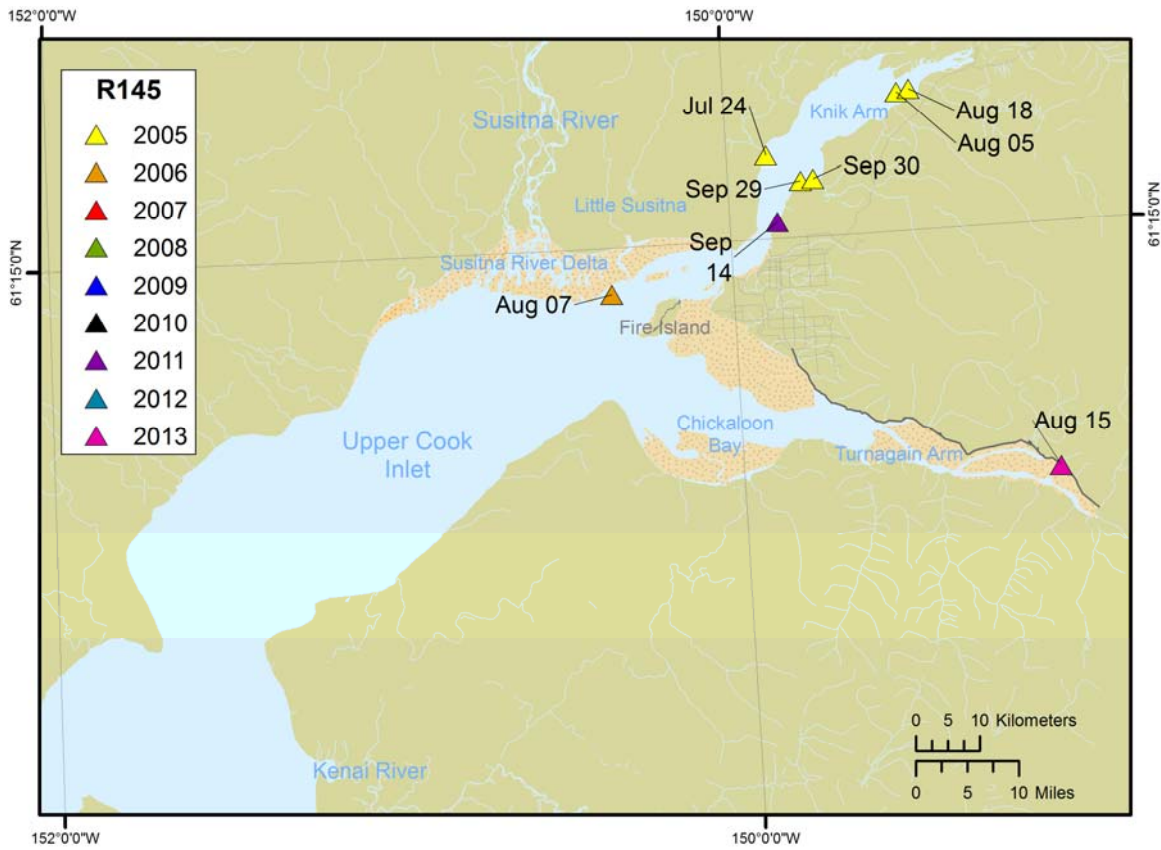 152°0'0"W
150°0'0"W
R145
2005
2006
2007
2008
2009
2010
2011
2012
2013
Susitna River
Jul 24
Knik Arm
Aug 18
Aug 05
Sep 30
Sep 29
Little Susitna
Sep
14
61°15'0"N
61°15'0"N
Susitna River Delta
Aug 07
Fire Island
Upper Cook
Inlet
Chickaloon
Bay
Turnagain Arm
Aug 15
0 5 10 Kilometers
0 5 10 Miles
Kenai River
152°0'0"W
150°0'0"W